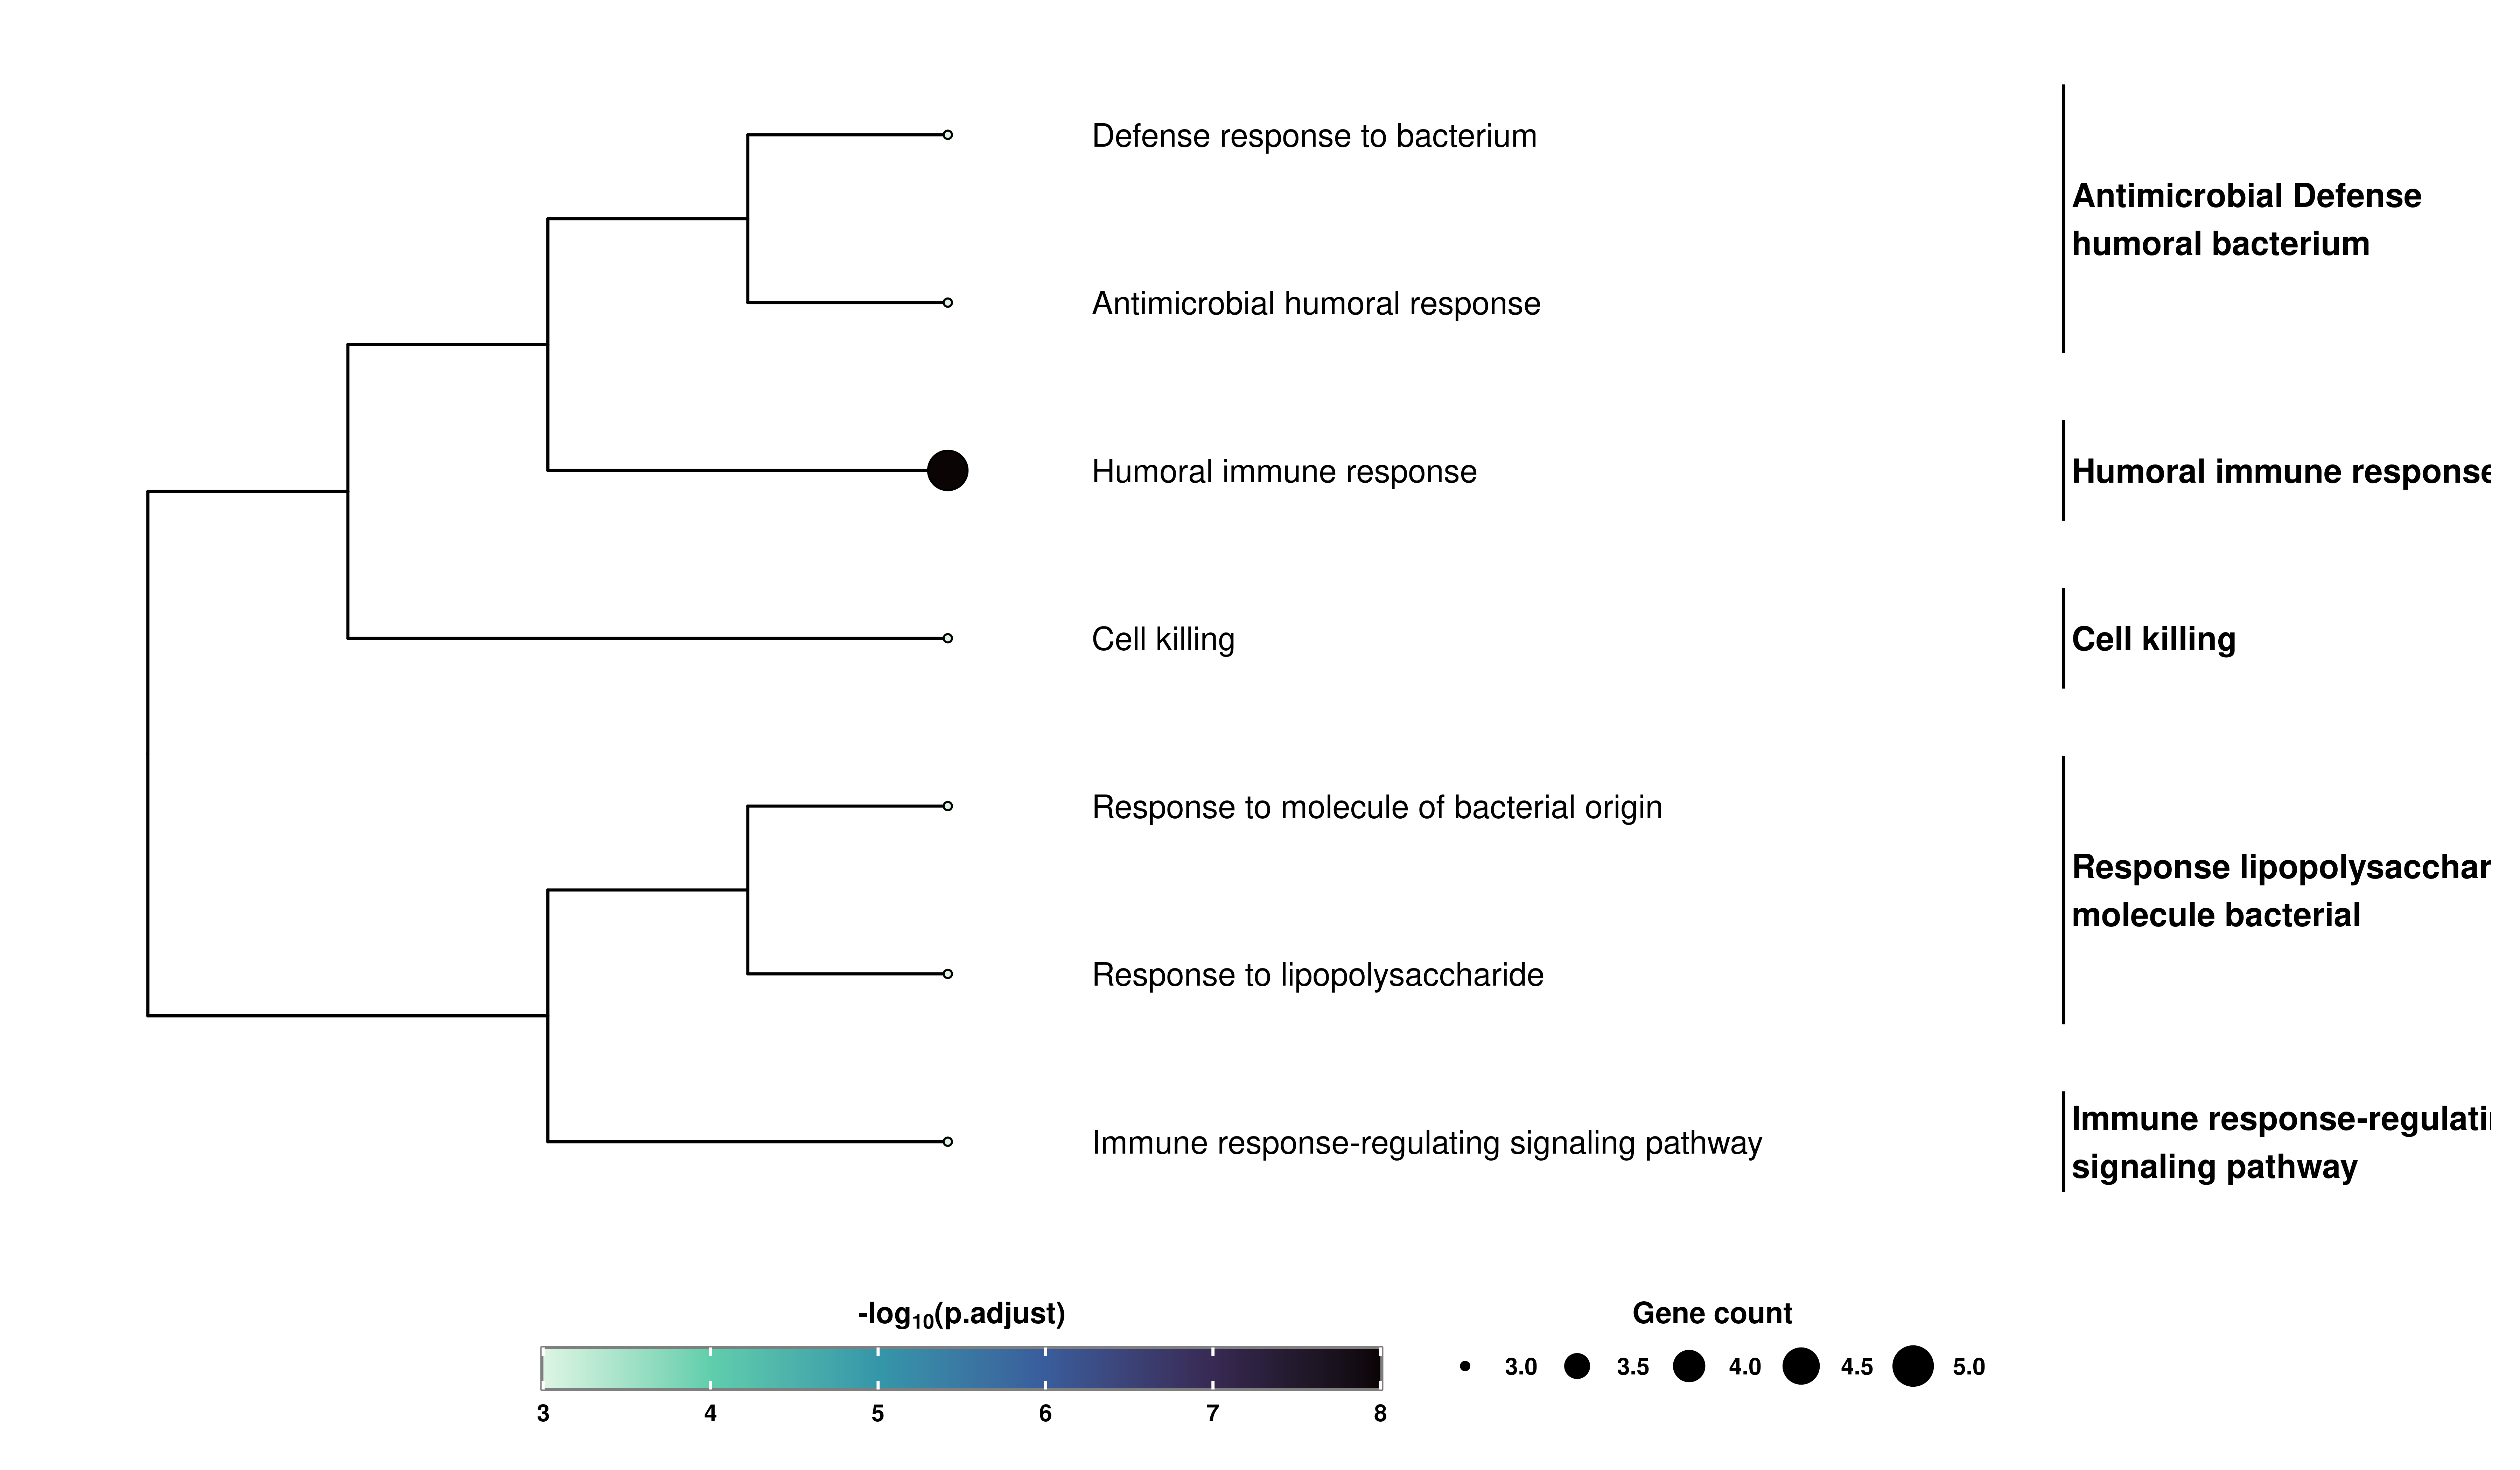 Defense response to bacterium
Antimicrobial humoral response
Humoral immune response
Cell killing
Response to molecule of bacterial origin
Response to lipopolysaccharide
Immune response-regulating signaling pathway
Antimicrobial Defense
humoral bacterium
Humoral immune response
Cell killing
Response lipopolysacchar
molecule bacterial
Immune response-regulati
signaling pathway
-log10(p.adjust)
3 4 5 6 7 8
Gene count
3.0 3.5 4.0 4.5 5.0